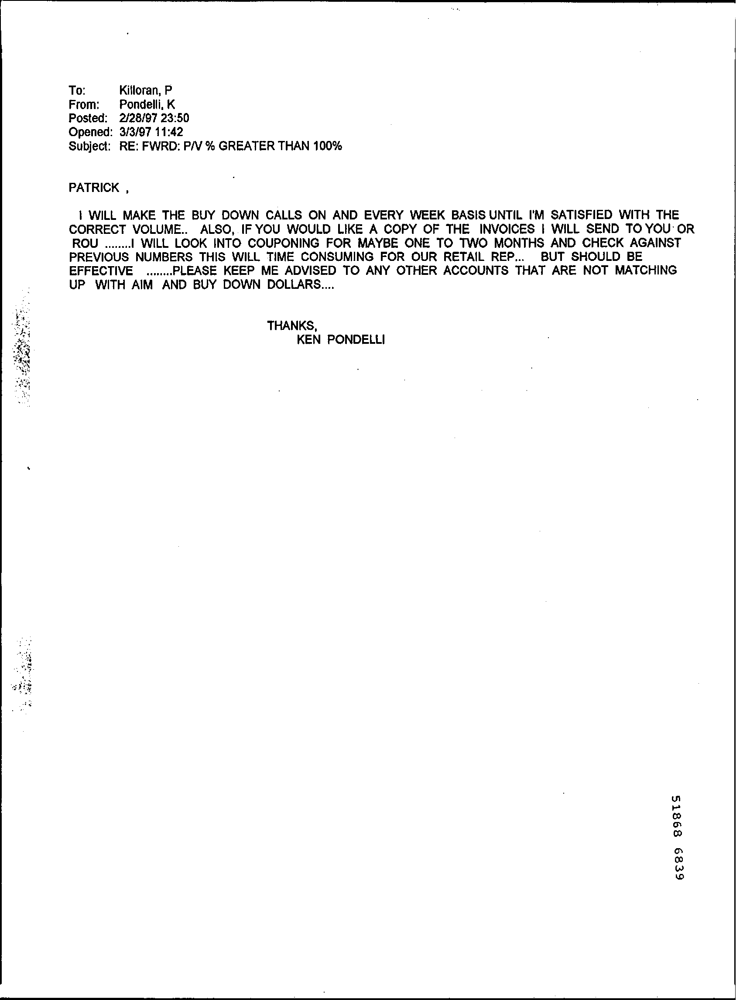 To: Killoran, P
From: Pondelli, K
Posted: 2/28/97 23:50
Opened: 3/3/97 11:42
Subject: RE: FWRD: P/V % GREATER THAN 100%
PATRICK ,
I WILL MAKE THE BUY DOWN CALLS ON AND EVERY WEEK BASIS UNTIL I'M SATISFIED WITH THE
CORRECT VOLUME.. ALSO, IF YOU WOULD LIKE A COPY OF THE INVOICES I WILL SEND TO YOU OR
ROU ........I WILL LOOK INTO COUPONING FOR MAYBE ONE TO TWO MONTHS AND CHECK AGAINST
PREVIOUS NUMBERS THIS WILL TIME CONSUMING FOR OUR RETAIL REP... BUT SHOULD BE
EFFECTIVE ........PLEASE KEEP ME ADVISED TO ANY OTHER ACCOUNTS THAT ARE NOT MATCHING
UP WITH AIM AND BUY DOWN DOLLARS....
THANKS,
KEN PONDELLI
51868 6839